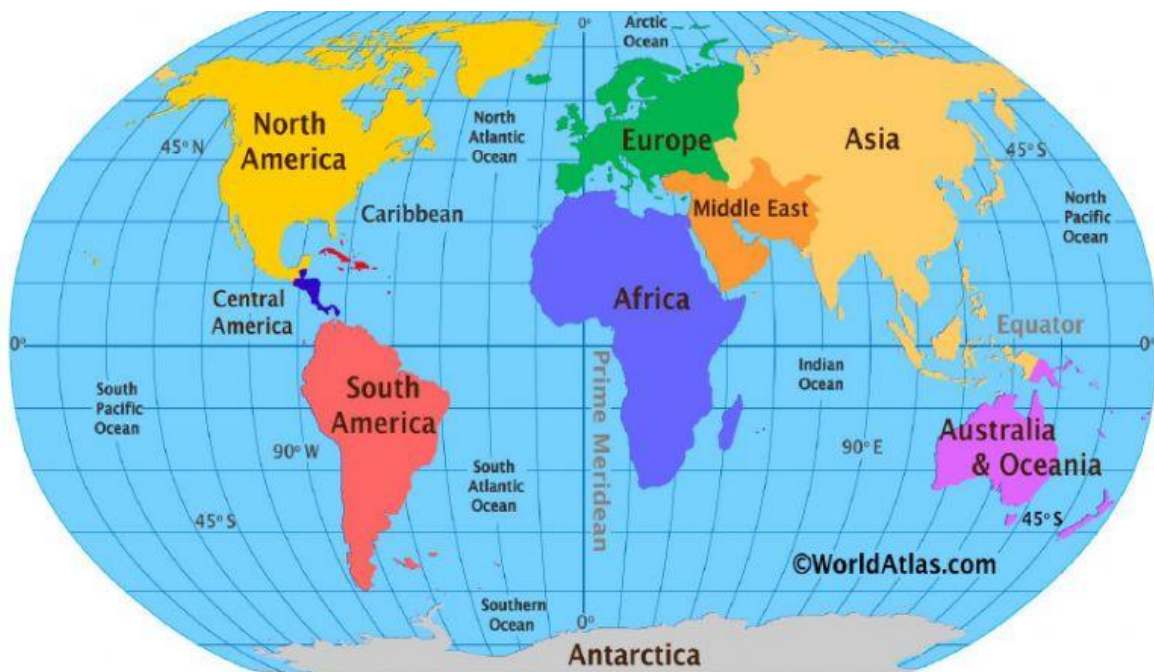 0°
Arctic
Ocean
North
America
45° N
North
Atlantic
Ocean
Europe
Asia
45° S
North
Pacific
Ocean
Caribbean
Middle East
Central
America
Africa
Equator
0°
0°
South
Pacific
Ocean
South
America
Prime Meridean
Indian
Ocean
90° W
90° E
Australia
& Oceania
South
Atlantic
Ocean
45° S
45° S
©WorldAtlas.com
Southern
Ocean
0°
Antarctica